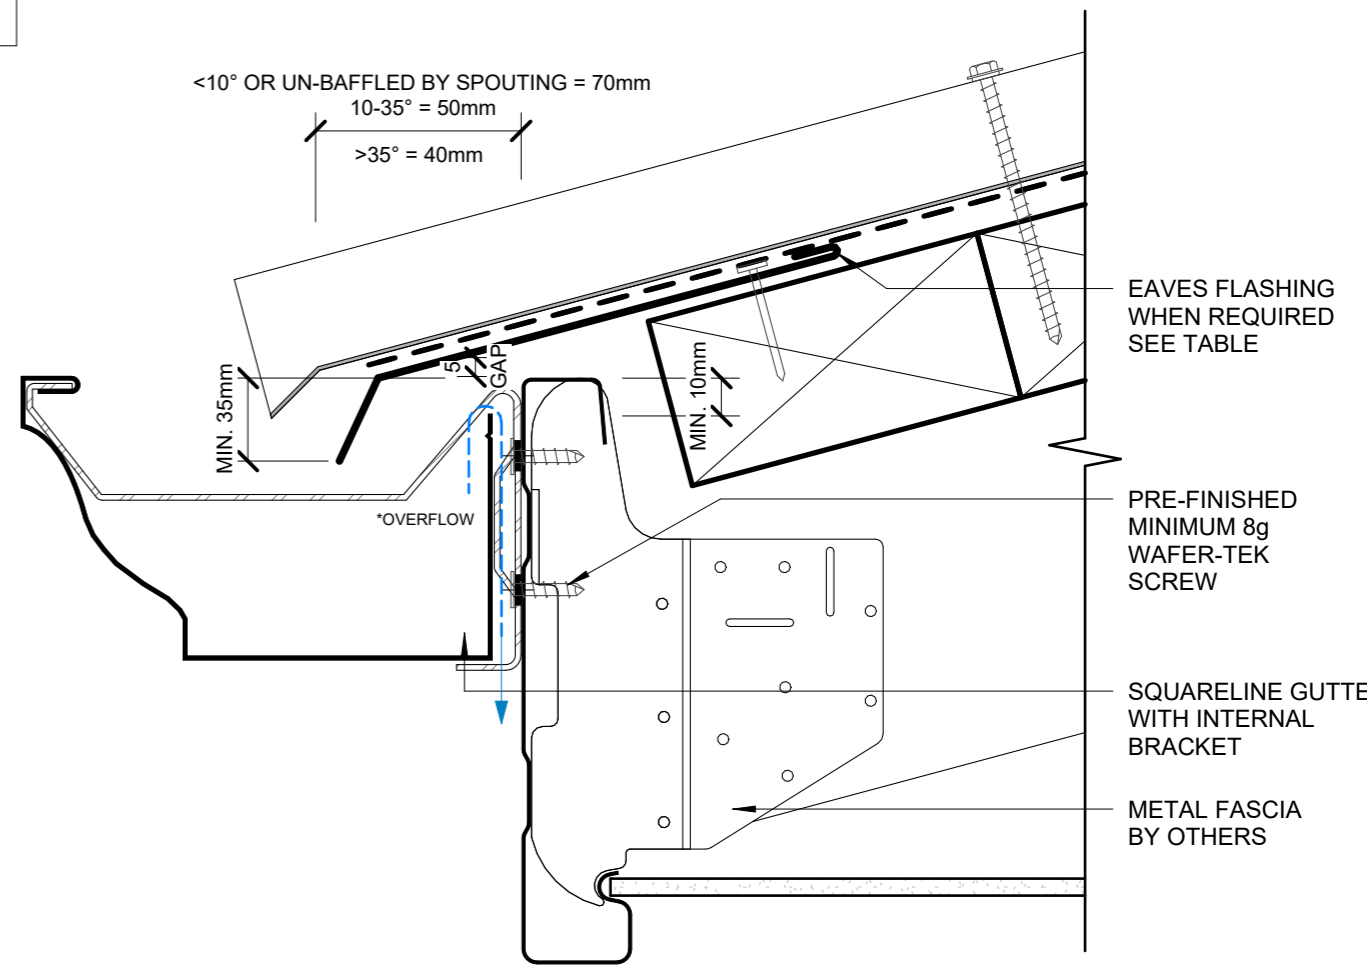 <10° OR UN-BAFFLED BY SPOUTING = 70mm
10-35° = 50mm
>35° = 40mm
EAVES FLASHING
WHEN REQUIRED
SEE TABLE
5
GAP
MIN. 35mm
MIN. 10mm
*OVERFLOW
PRE-FINISHED
MINIMUM 8g
WAFER-TEK
SCREW
SQUARELINE GUTTE
WITH INTERNAL
BRACKET
METAL FASCIA
BY OTHERS